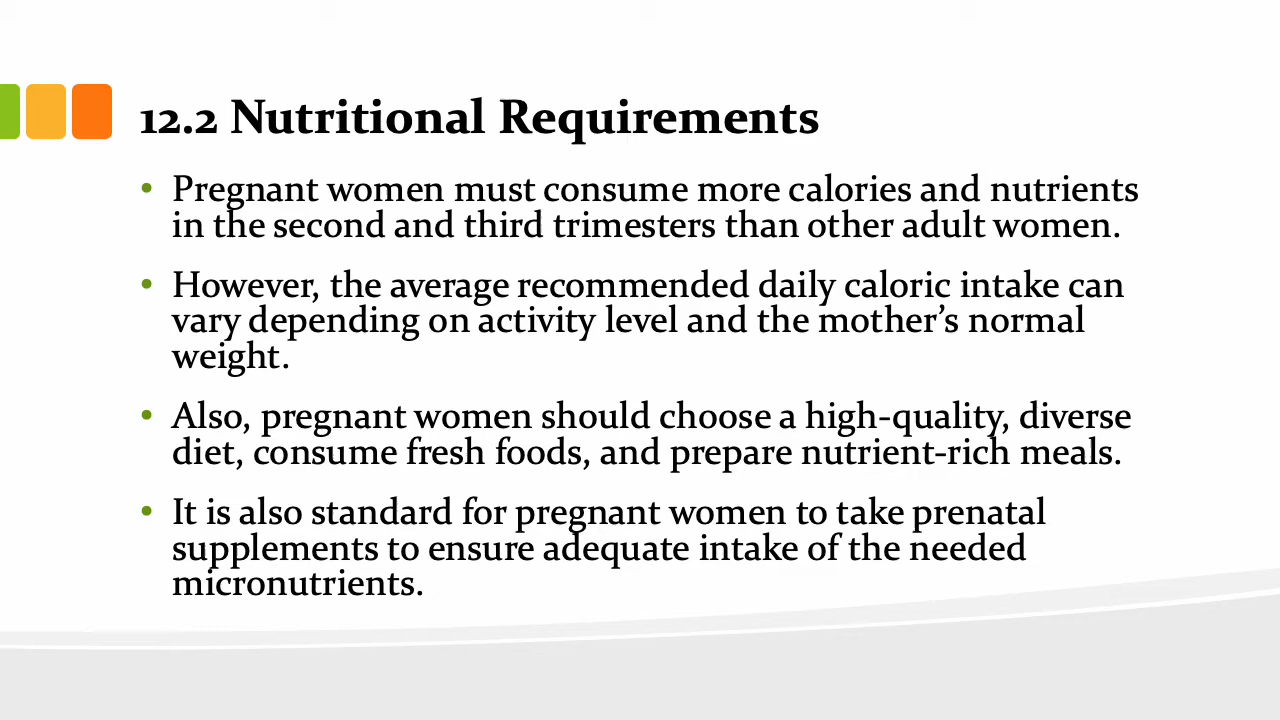 12.2 Nutritional Requirements
• Pregnant women must consume more calories and nutrients
in the second and third trimesters than other adult women.
• However, the average recommended daily caloric intake can
vary depending on activity level and the mother’s normal
weight.
• Also, pregnant women should choose a high-quality, diverse
diet, consume fresh foods, and prepare nutrient-rich meals.
• It is also standard for pregnant women to take prenatal
supplements to ensure adequate intake of the needed
micronutrients.